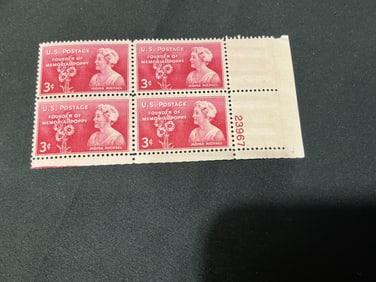 U.S. POSTAGE
FOUNDER OF
MEMORIAL POPPY
3¢
MOINA MICHAEL
U.S. POSTAGE
FOUNDER OF
MEMORIAL POPPY
3¢
MOINA MICHAEL
U.S. POSTAGE
FOUNDER OF
MEMORIAL POPPY
3¢
MOINA MICHAEL
U.S. POSTAGE
FOUNDER OF
MEMORIAL POPPY
3¢
MOINA MICHAEL
23967